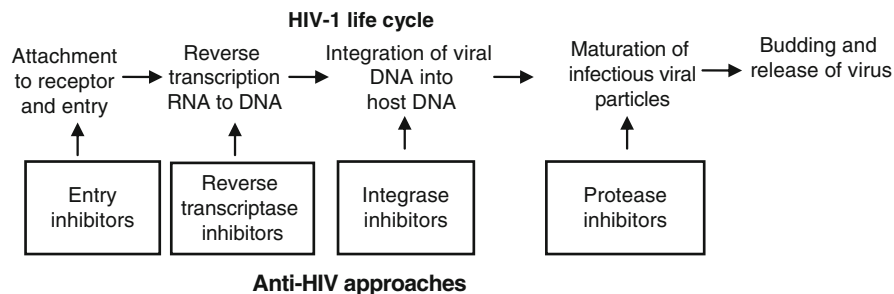 HIV-1 life cycle
Attachment
to receptor
and entry
Reverse
transcription
RNA to DNA
Integration of viral
DNA into
host DNA
Maturation of
infectious viral
particles
Budding and
release of virus
Entry
inhibitors
Reverse
transcriptase
inhibitors
Integrase
inhibitors
Protease
inhibitors
Anti-HIV approaches